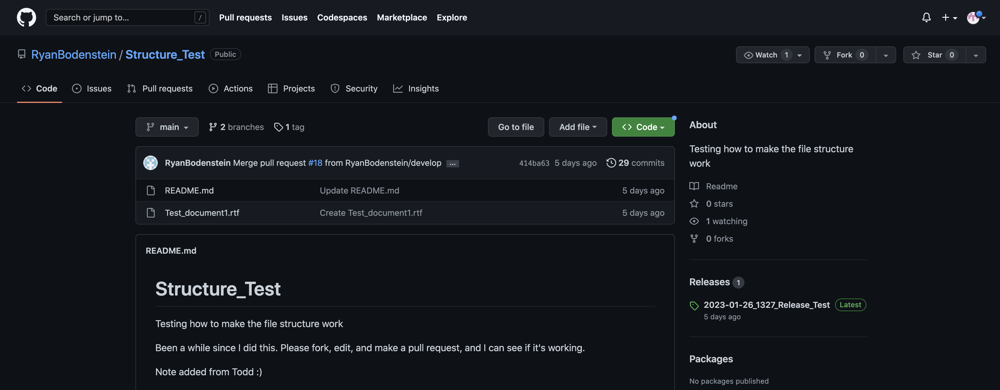 Search or jump to... /
Pull requests Issues Codespaces Marketplace Explore
RyanBodenstein / Structure_Test Public
Watch 1 Fork 0 Star 0
Code Issues Pull requests Actions Projects Security Insights
main 2 branches 1 tag Go to file Add file Code
RyanBodenstein Merge pull request #18 from RyanBodenstein/develop ... 414ba63 5 days ago 29 commits
README.md Update README.md 5 days ago
Test_document1.rtf Create Test_document1.rtf 5 days ago
README.md
Structure_Test
Testing how to make the file structure work
Been a while since I did this. Please fork, edit, and make a pull request, and I can see if it's working.
Note added from Todd :)
About
Testing how to make the file structure
work
Readme
0 stars
1 watching
0 forks
Releases 1
2023-01-26_1327_Release_Test Latest
5 days ago
Packages
No packages published